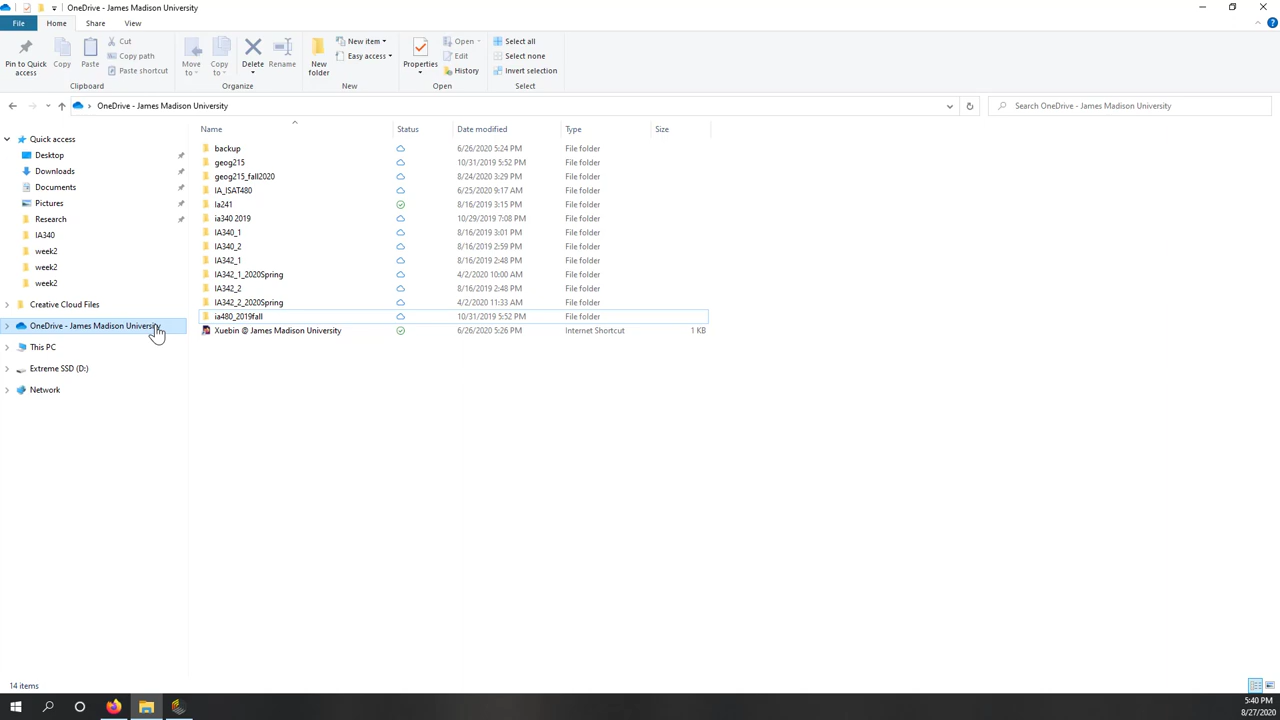 OneDrive - James Madison University
File Home Share View
Pin to Quick access
Copy
Paste
Cut
Copy path
Paste shortcut
Clipboard
Move to
Copy to
Delete
Rename
Organize
New folder
New item
Easy access
New
Properties
Open
Edit
History
Open
Select all
Select none
Invert selection
Select
OneDrive - James Madison University
Search OneDrive - James Madison University
Quick access
Desktop
Downloads
Documents
Pictures
Research
IA340
week2
week2
week2
Creative Cloud Files
OneDrive - James Madison University
This PC
Extreme SSD (D:)
Network
Name Status Date modified Type Size
backup 6/26/2020 5:24 PM File folder
geog215 10/31/2019 5:52 PM File folder
geog215_fall2020 8/24/2020 3:29 PM File folder
IA_ISAT480 6/25/2020 9:17 AM File folder
Ia241 8/16/2019 3:15 PM File folder
ia340 2019 10/29/2019 7:08 PM File folder
IA340_1 8/16/2019 3:01 PM File folder
IA340_2 8/16/2019 2:59 PM File folder
IA342_1 8/16/2019 2:48 PM File folder
IA342_1_2020Spring 4/2/2020 10:00 AM File folder
IA342_2 8/16/2019 2:48 PM File folder
IA342_2_2020Spring 4/2/2020 11:33 AM File folder
ia480_2019fall 10/31/2019 5:52 PM File folder
Xuebin @ James Madison University 6/26/2020 5:26 PM Internet Shortcut 1 KB
14 items
5:40 PM
8/27/2020